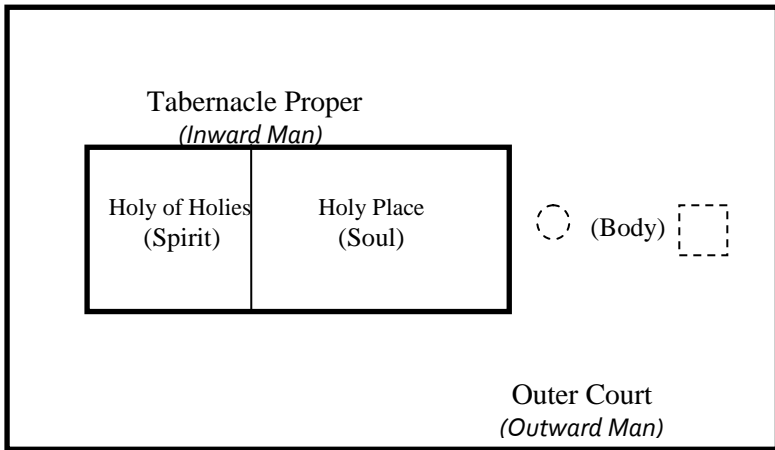 Tabernacle Proper
(Inward Man)
Holy of Holies
(Spirit)
Holy Place
(Soul)
(Body)
Outer Court
(Outward Man)